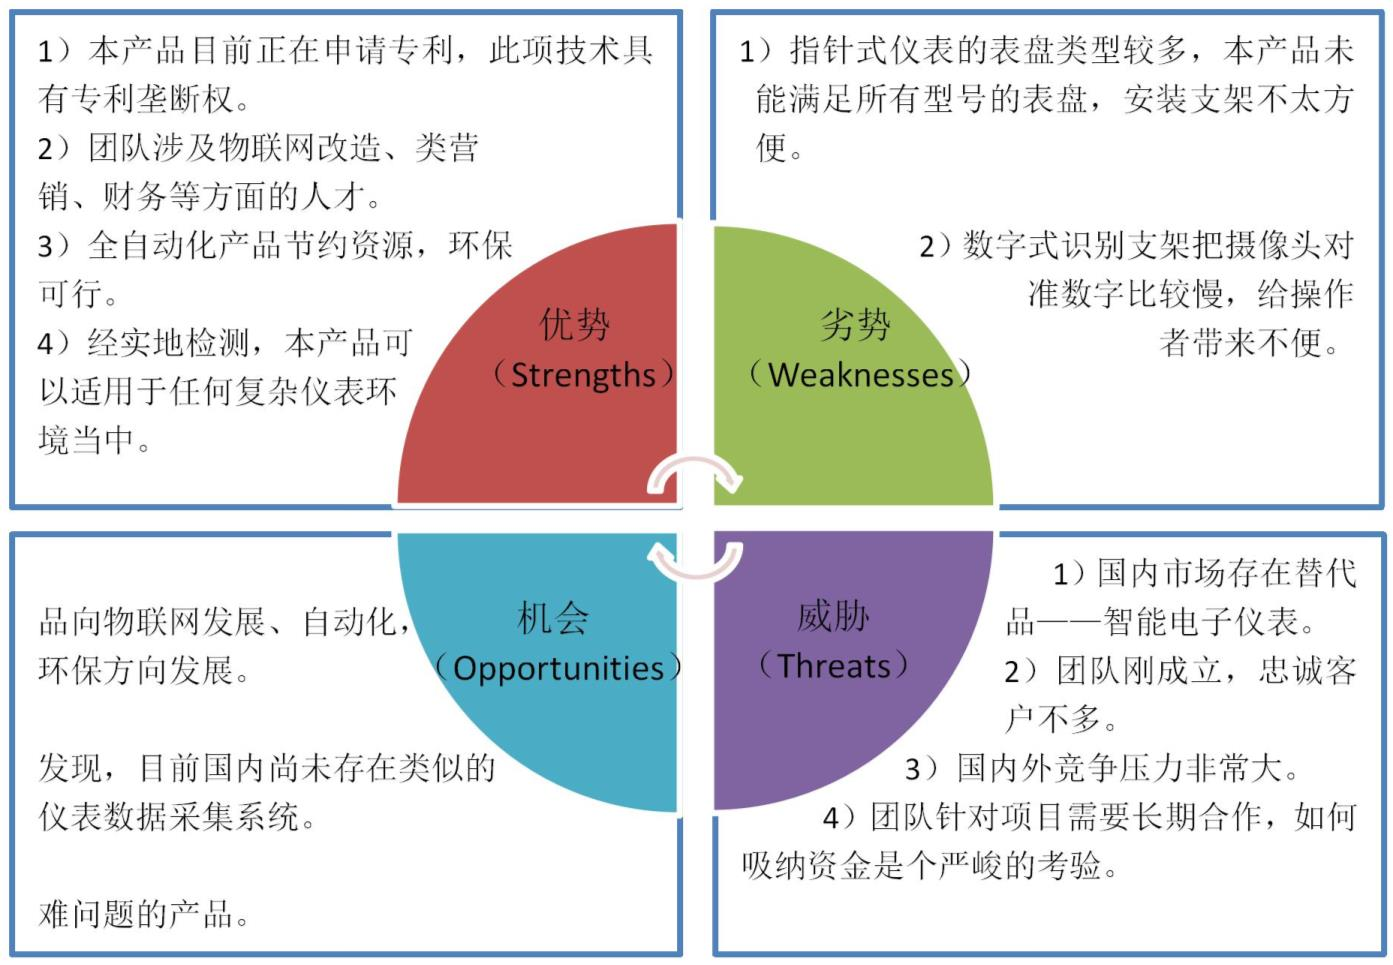 1）本产品目前正在申请专利，此项技术具
有专利垄断权。
2）团队涉及物联网改造、类营
销、财务等方面的人才。
3）全自动化产品节约资源，环保
可行。
4）经实地检测，本产品可
以适用于任何复杂仪表环
境当中。
优势
（Strengths）
1）指针式仪表的表盘类型较多，本产品未
能满足所有型号的表盘，安装支架不太方
便。
2）数字式识别支架把摄像头对
准数字比较慢，给操作
者带来不便。
劣势
（Weaknesses）
品向物联网发展、自动化，
环保方向发展。
发现，目前国内尚未存在类似的
仪表数据采集系统。
难问题的产品。
机会
（Opportunities）
威胁
（Threats）
1）国内市场存在替代
品——智能电子仪表。
2）团队刚成立，忠诚客
户不多。
3）国内外竞争压力非常大。
4）团队针对项目需要长期合作，如何
吸纳资金是个严峻的考验。